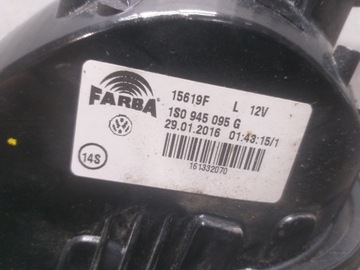 FARBA
15619F L 12V
1S0 945 095 G
29.01.2016 01:43:15/1
14S
161332070